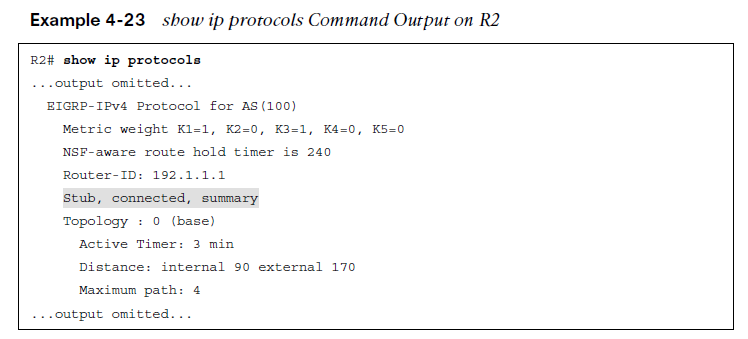 Example 4-23 show ip protocols Command Output on R2
R2# show ip protocols
...output omitted...
EIGRP-IPv4 Protocol for AS(100)
Metric weight K1=1, K2=0, K3=1, K4=0, K5=0
NSF-aware route hold timer is 240
Router-ID: 192.1.1.1
Stub, connected, summary
Topology : 0 (base)
Active Timer: 3 min
Distance: internal 90 external 170
Maximum path: 4
...output omitted...